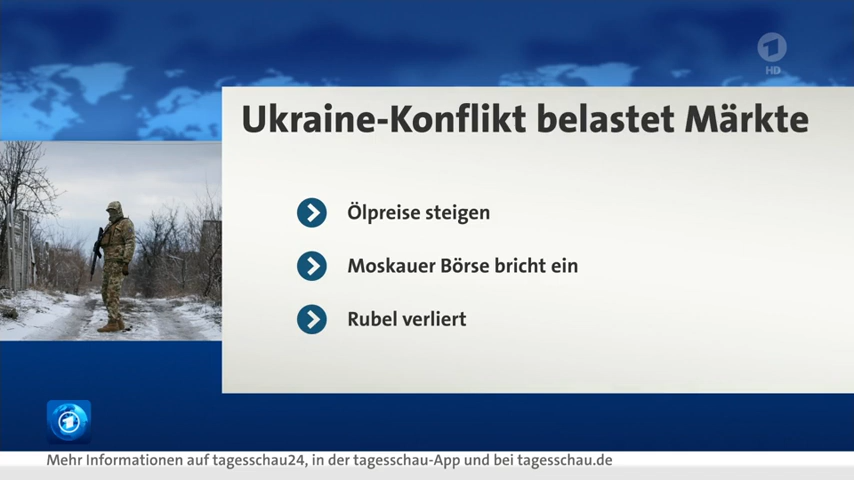 HD
Ukraine-Konflikt belastet Märkte
Ölpreise steigen
Moskauer Börse bricht ein
Rubel verliert
Mehr Informationen auf tagesschau24, in der tagesschau-App und bei tagesschau.de